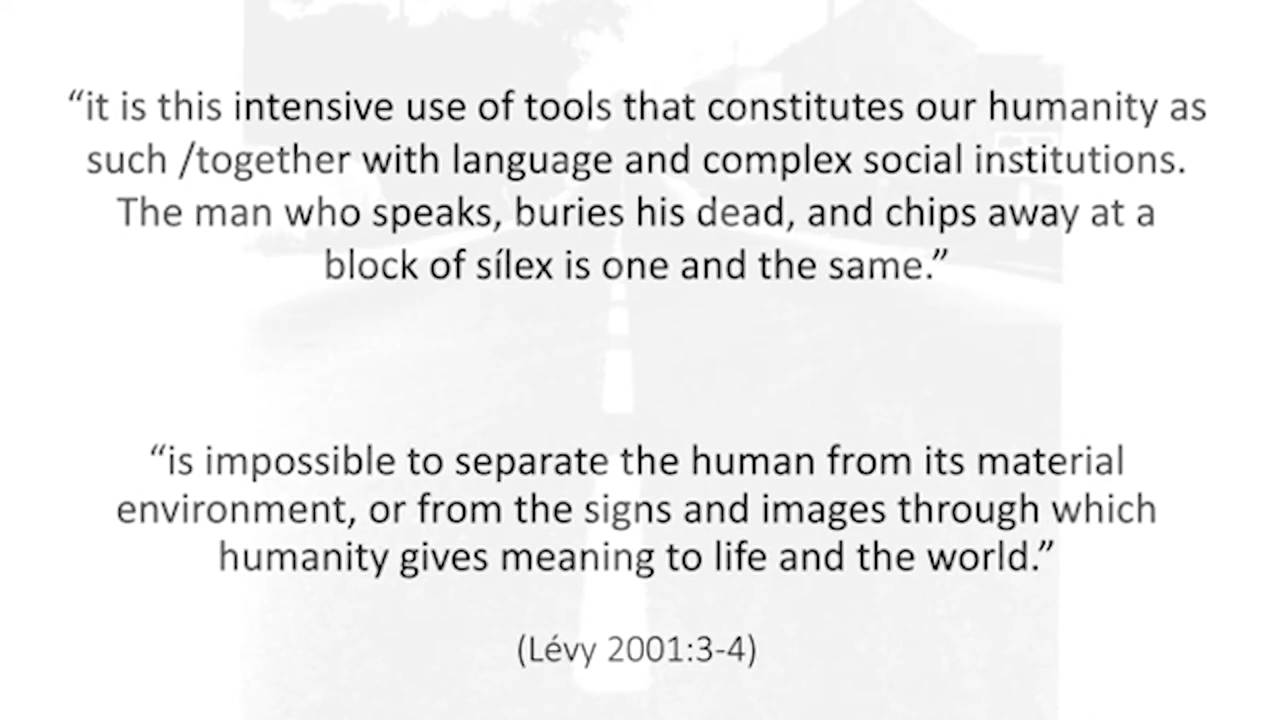 “it is this intensive use of tools that constitutes our humanity as
such /together with language and complex social institutions.
The man who speaks, buries his dead, and chips away at a
block of sílex is one and the same.”
“is impossible to separate the human from its material
environment, or from the signs and images through which
humanity gives meaning to life and the world.”
(Lévy 2001:3-4)